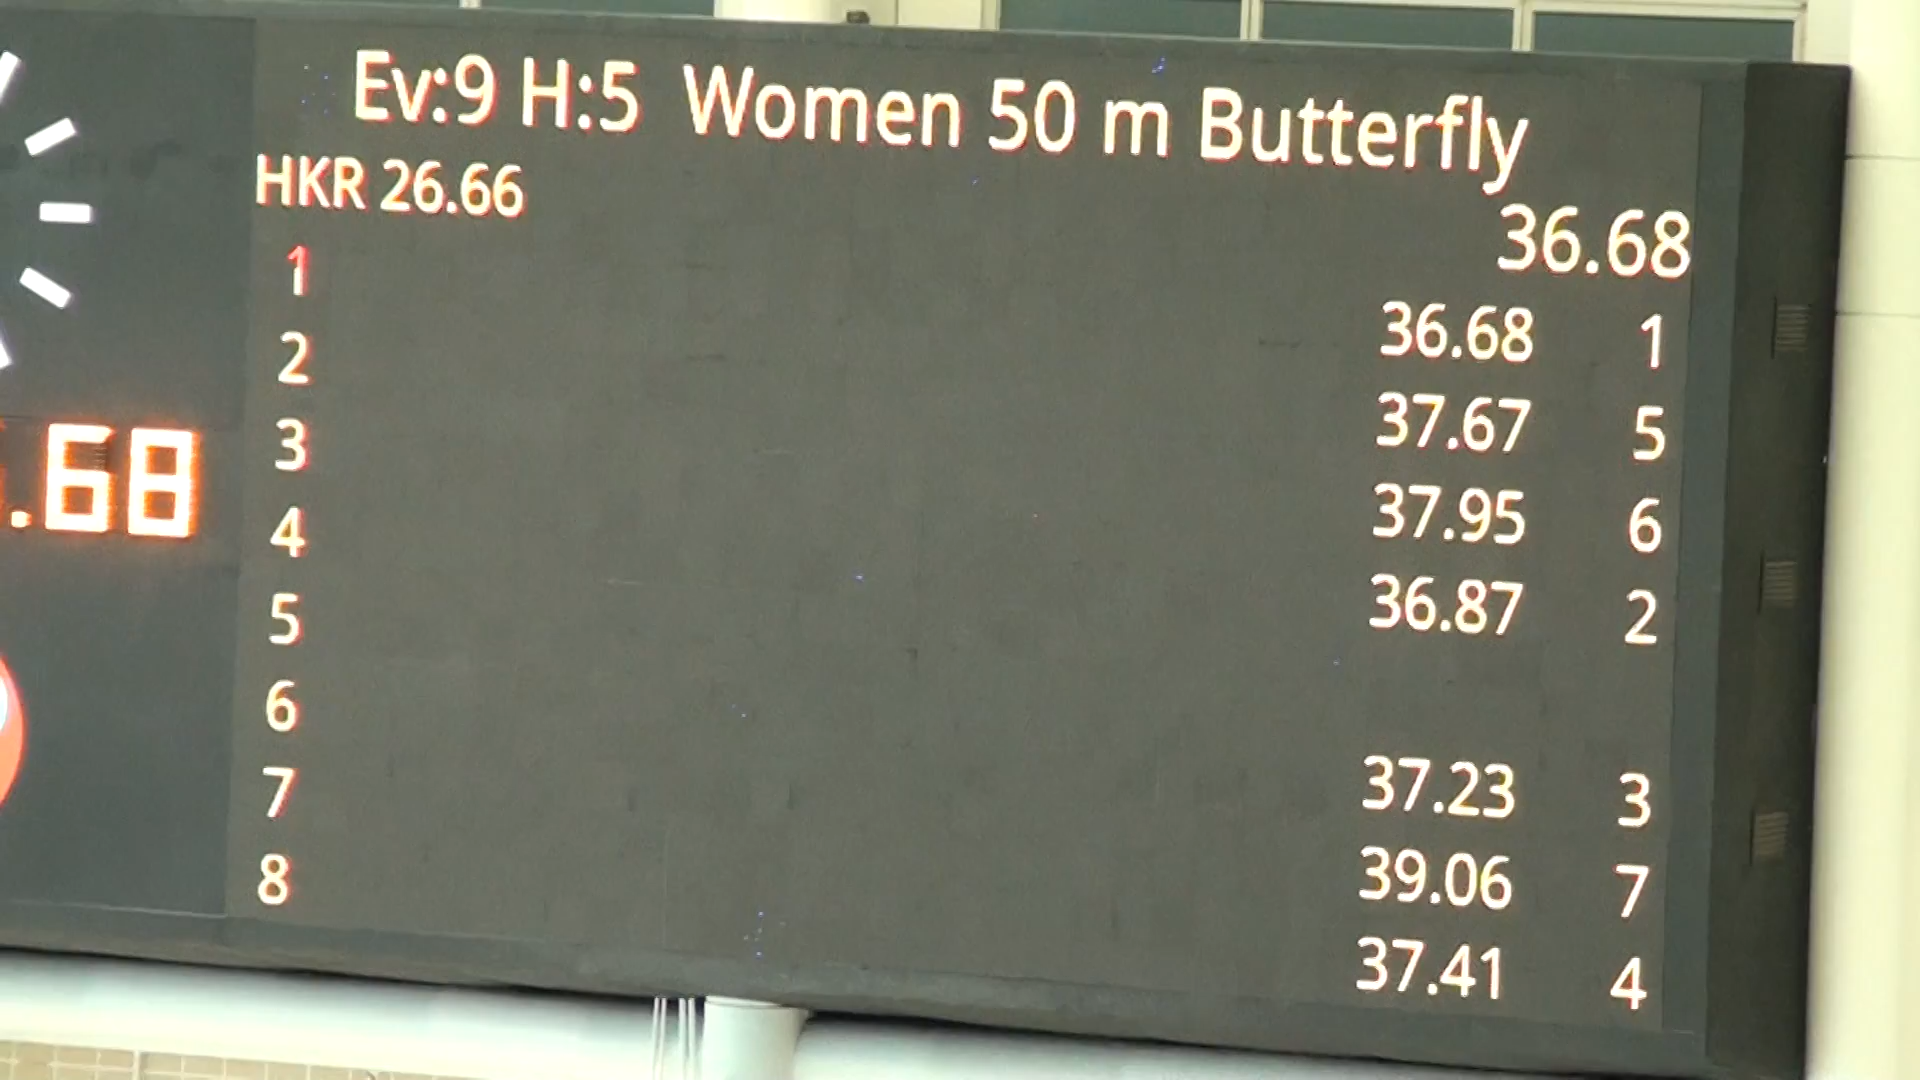 Ev:9 H:5 Women 50 m Butterfly
HKR 26.66 36.68
1 36.68 1
2 37.67 5
3 37.95 6
4 36.87 2
5
6 37.23 3
7 39.06 7
8 37.41 4
.68